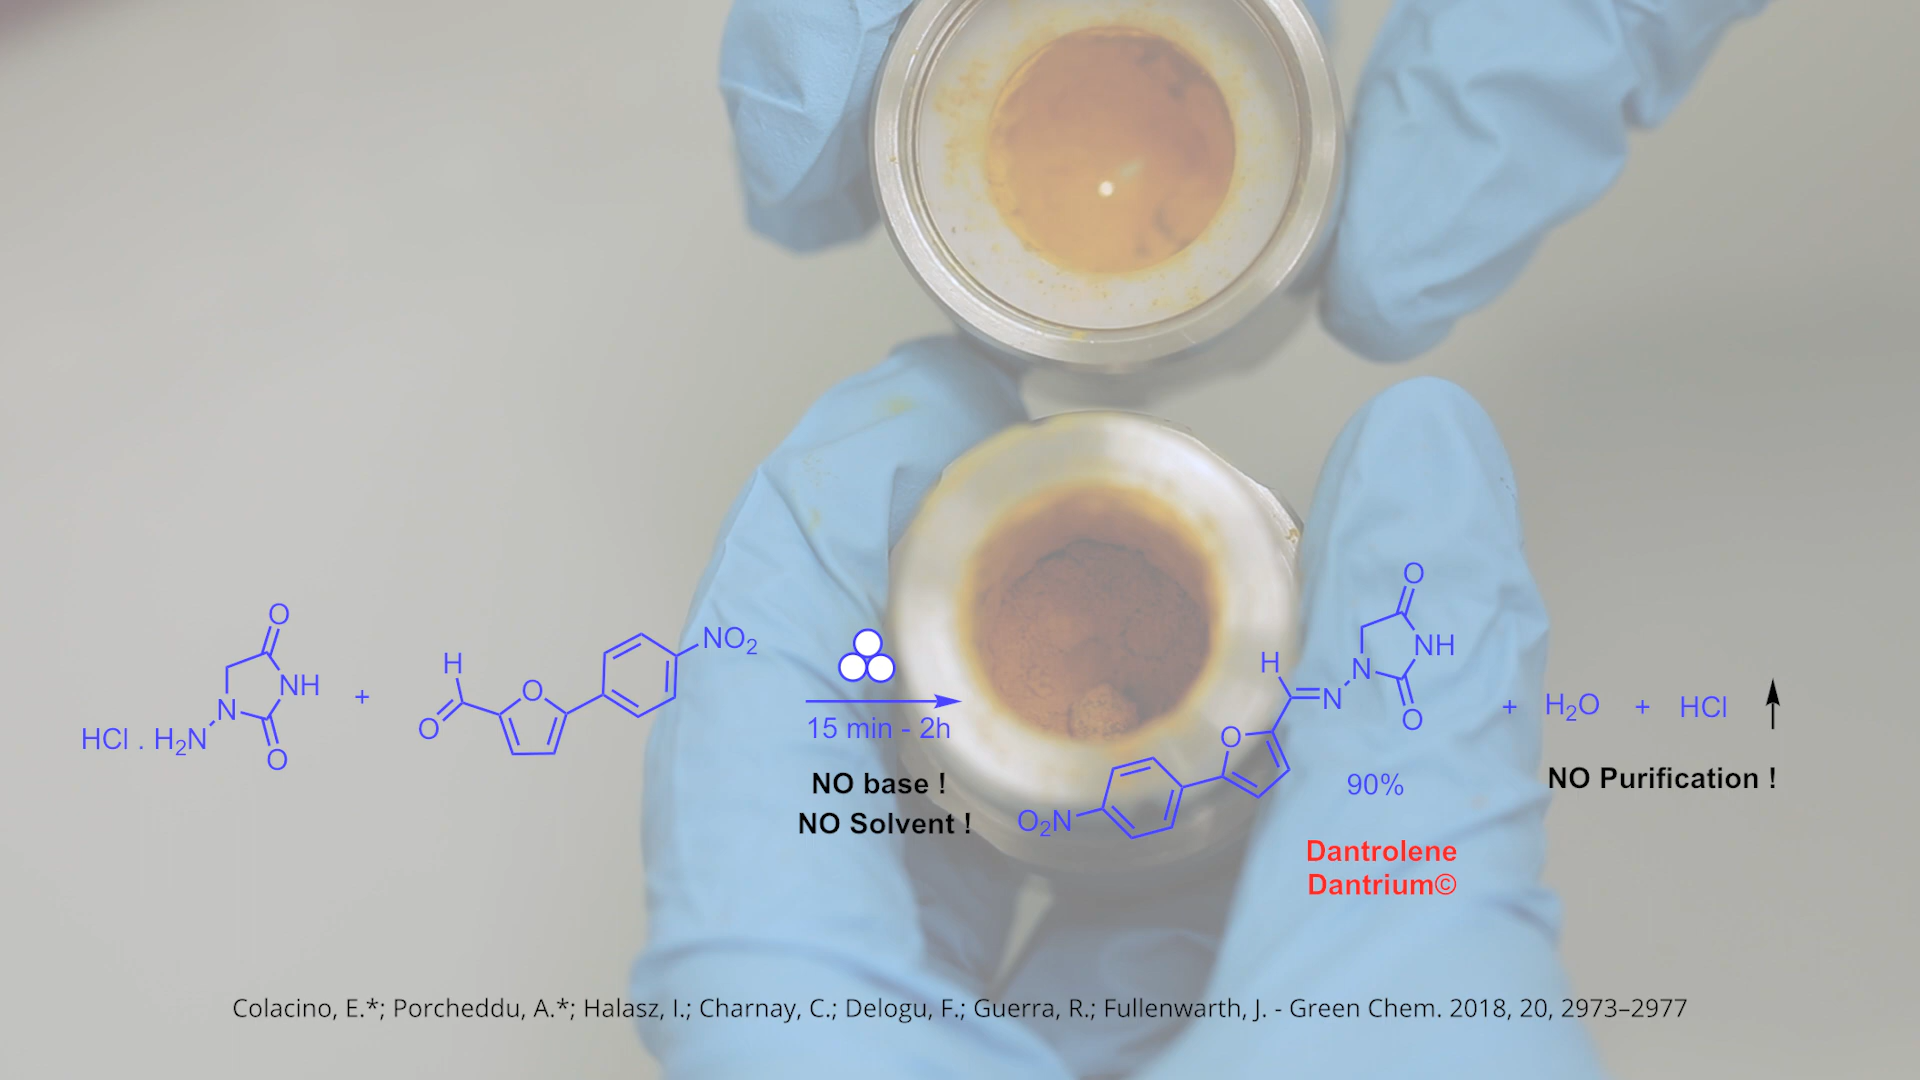 O
NH
N
HCl . H₂N
O
+
H
O
O
NO₂
15 min - 2h
NO base !
NO Solvent !
O
NH
N
O
H
N
O
O₂N
90%
Dantrolene
Dantrium©
+ H₂O + HCl
NO Purification !
Colacino, E.*; Porcheddu, A.*; Halasz, I.; Charnay, C.; Delogu, F.; Guerra, R.; Fullenwarth, J. - Green Chem. 2018, 20, 2973–2977